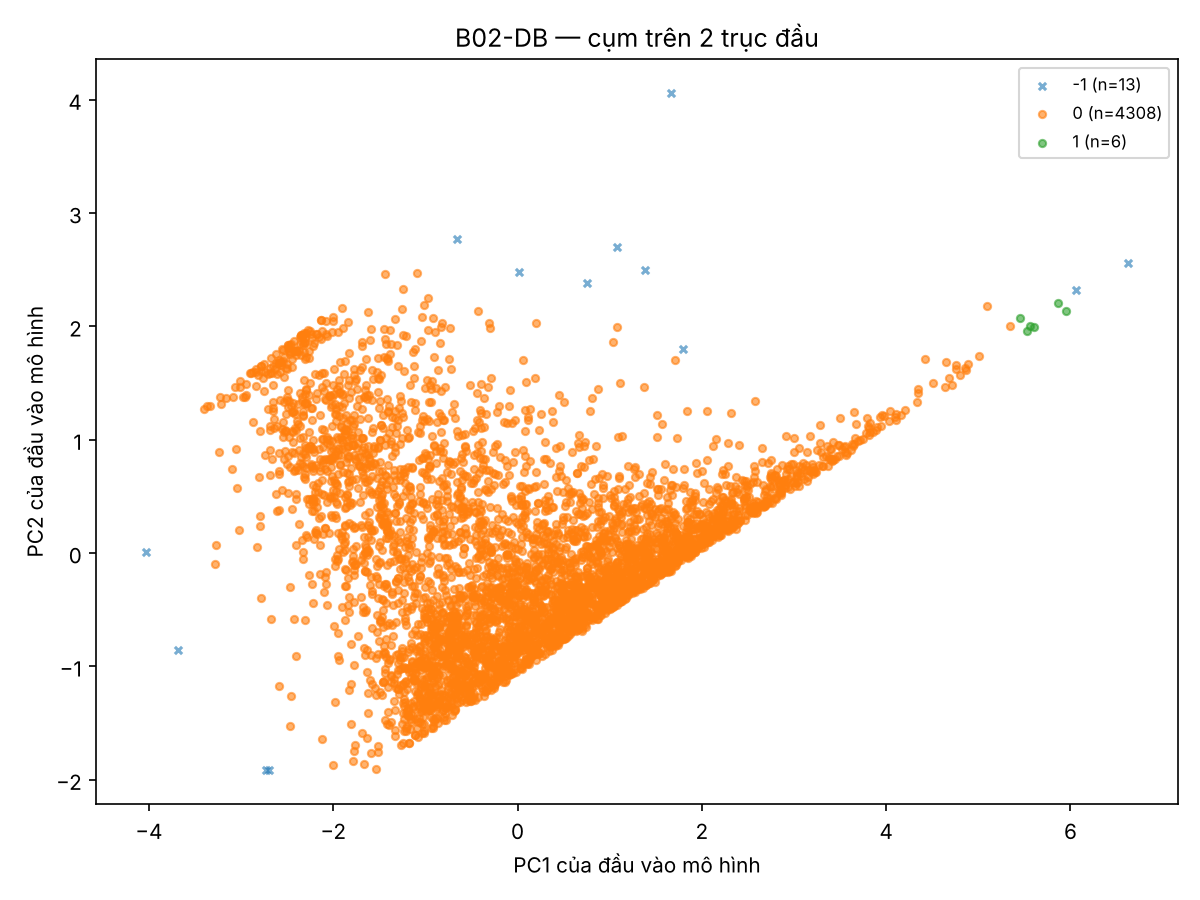 B02-DB — cụm trên 2 trục đầu
-1 (n=13)
0 (n=4308)
1 (n=6)
4
3
2
1
0
−1
−2
PC2 của đầu vào mô hình
−4
−2
0
2
4
6
PC1 của đầu vào mô hình